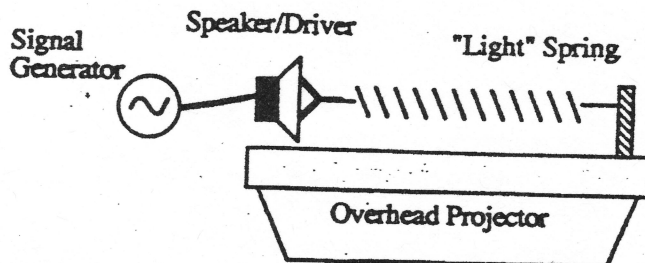 Speaker/Driver
Signal
Generator
"Light" Spring
Overhead Projector